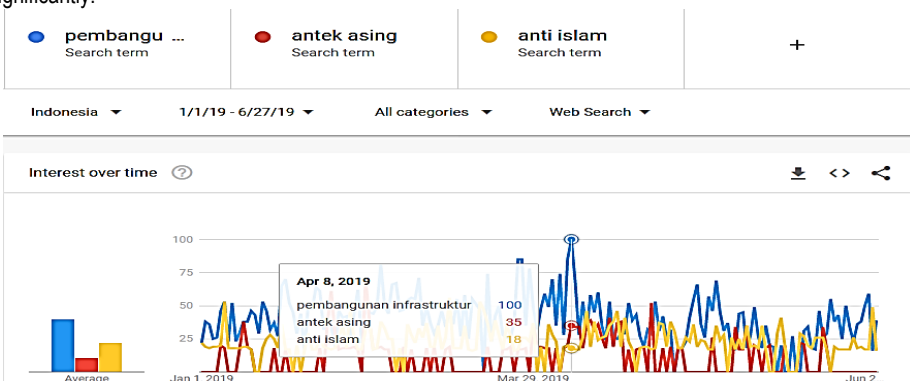 gnificantly.
pembangu ...
Search term
antek asing
Search term
anti islam
Search term
+
Indonesia
1/1/19 - 6/27/19
All categories
Web Search
Interest over time
?
100
75
50
25
Apr 8, 2019
pembangunan infrastruktur 100
antek asing 35
anti islam 18
Average
Jan 1, 2019
Mar 29, 2019
Jun 2...